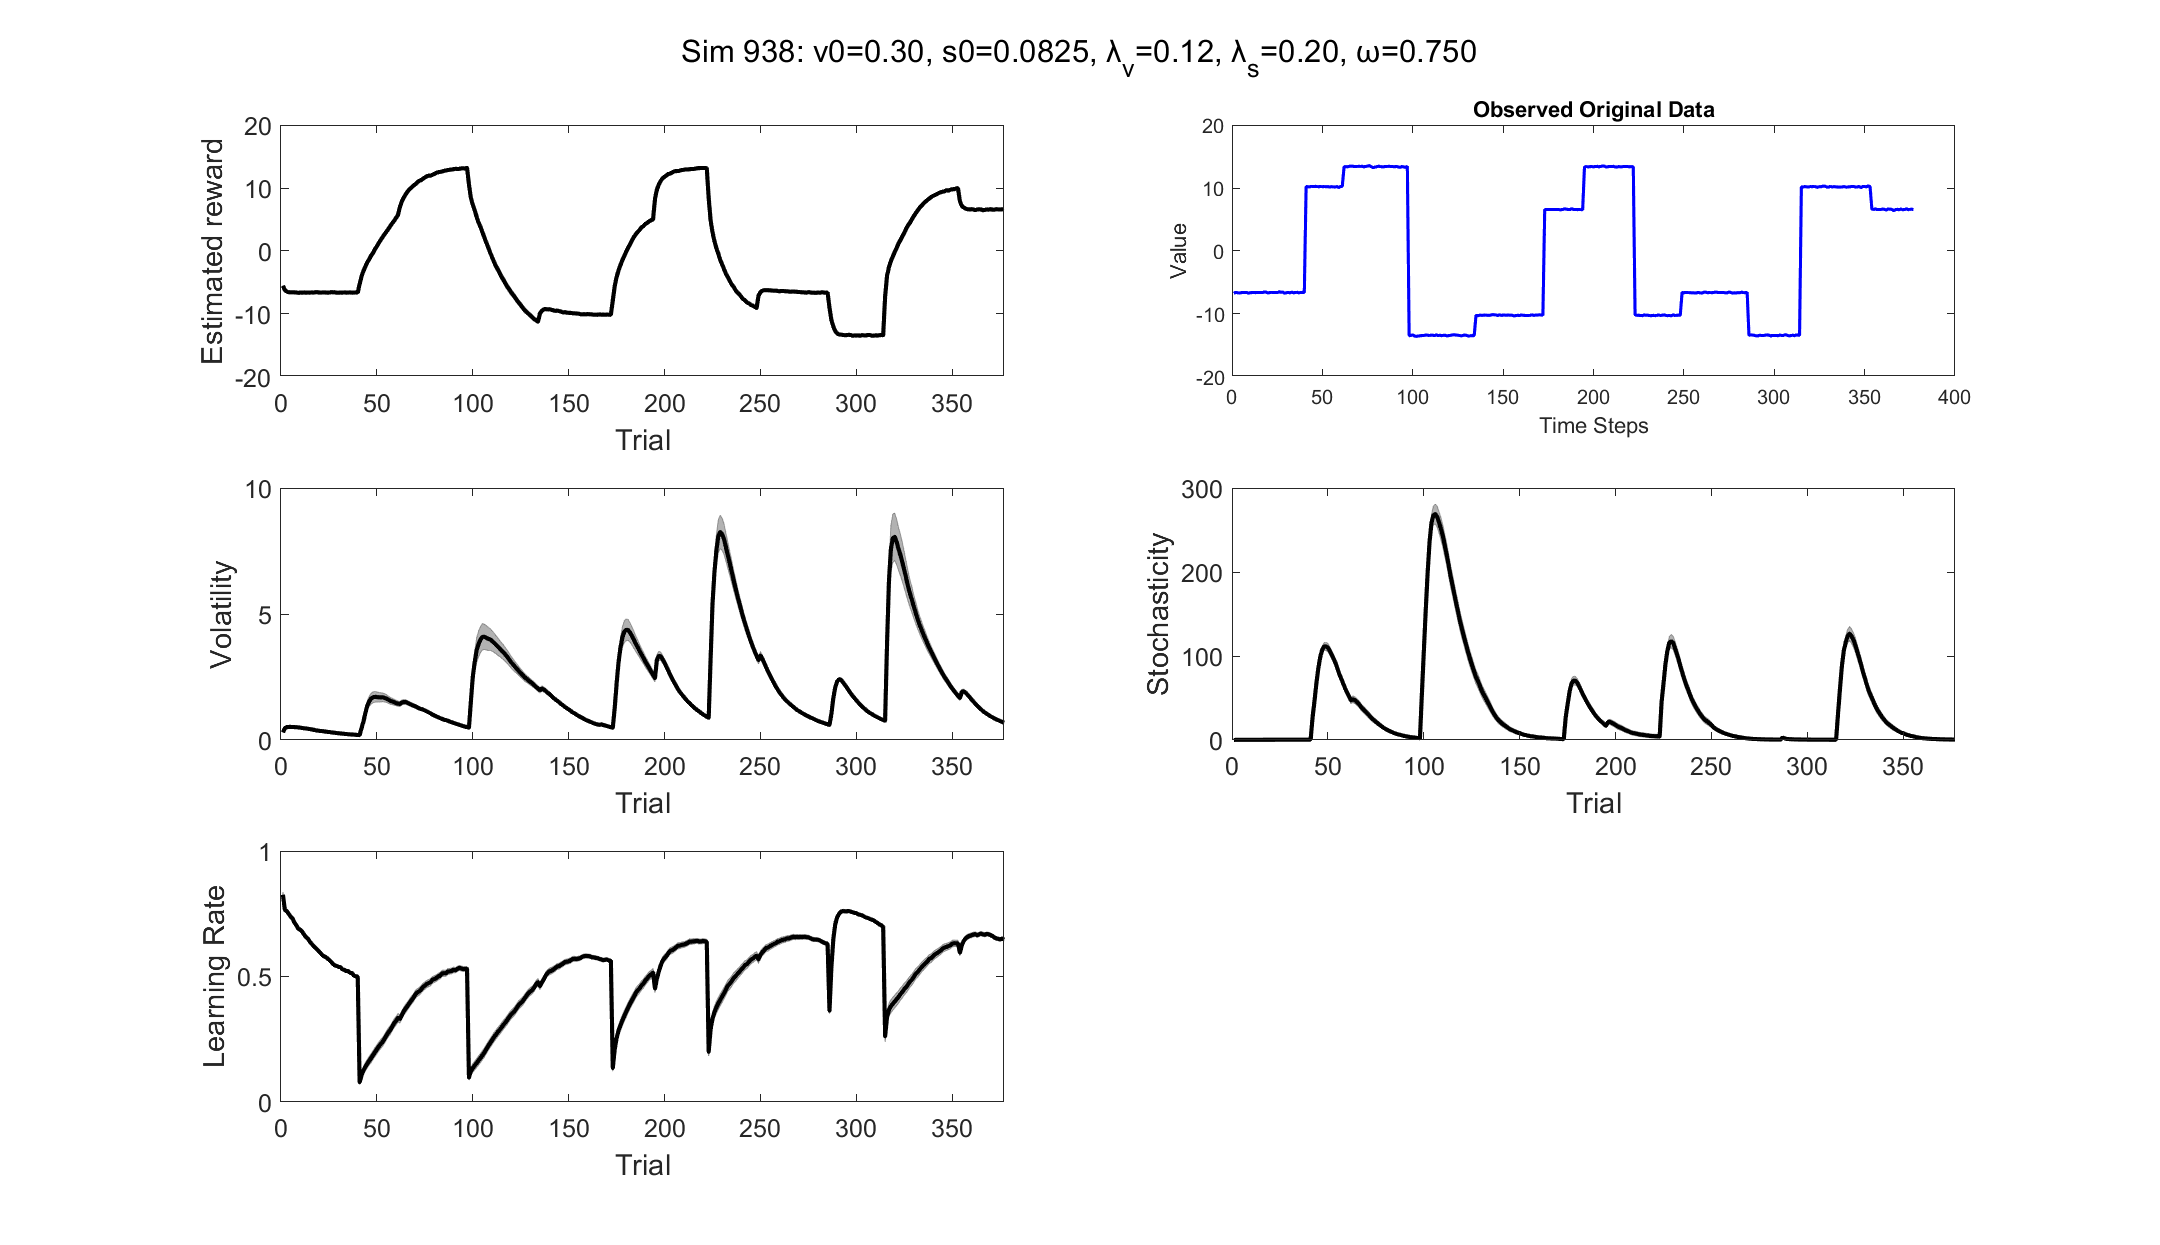 Sim 938: v0=0.30, s0=0.0825, λv=0.12, λs=0.20, ω=0.750
Estimated reward
20
10
0
-10
-20
0 50 100 150 200 250 300 350
Trial
Observed Original Data
Value
20
10
0
-10
-20
0 50 100 150 200 250 300 350 400
Time Steps
Volatility
10
5
0
0 50 100 150 200 250 300 350
Trial
Stochasticity
300
200
100
0
0 50 100 150 200 250 300 350
Trial
Learning Rate
1
0.5
0
0 50 100 150 200 250 300 350
Trial